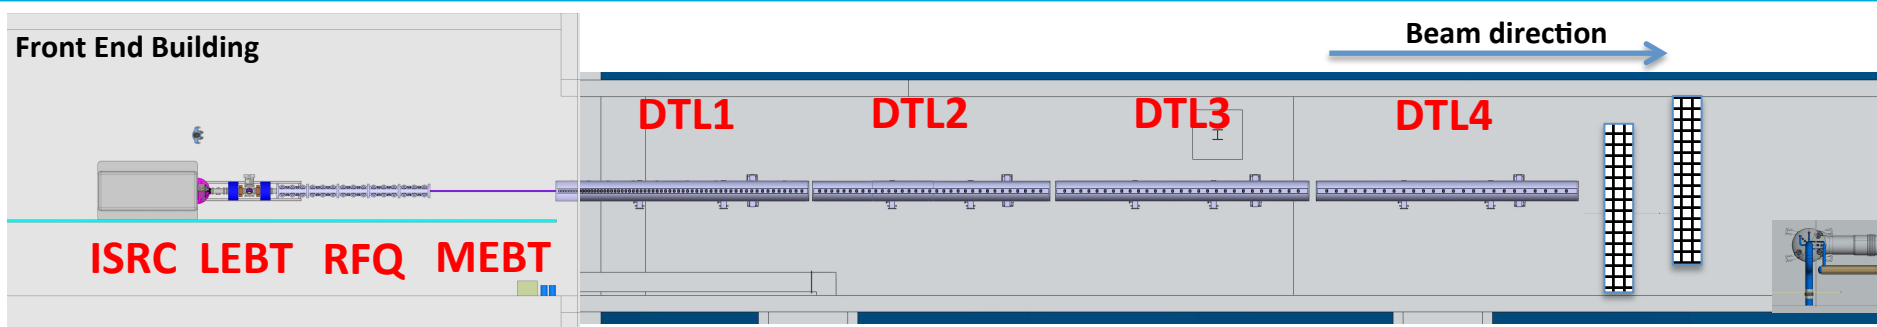 Front End Building
Beam direction
DTL1 DTL2 DTL3 DTL4
ISRC LEBT RFQ MEBT